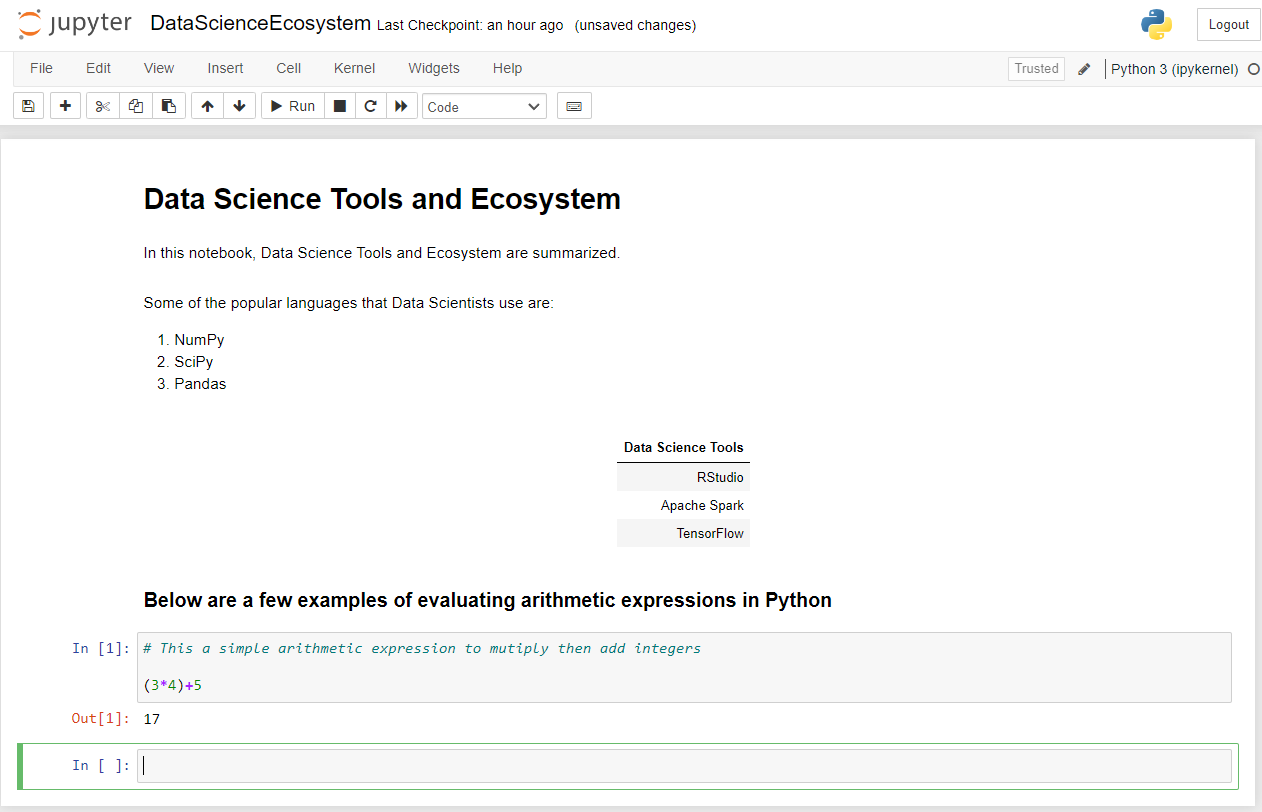 jupyter DataScienceEcosystem Last Checkpoint: an hour ago (unsaved changes) Logout
File Edit View Insert Cell Kernel Widgets Help Trusted Python 3 (ipykernel)
Run Code
Data Science Tools and Ecosystem
In this notebook, Data Science Tools and Ecosystem are summarized.
Some of the popular languages that Data Scientists use are:
1. NumPy
2. SciPy
3. Pandas
Data Science Tools
RStudio
Apache Spark
TensorFlow
Below are a few examples of evaluating arithmetic expressions in Python
In [1]: # This a simple arithmetic expression to mutiply then add integers
(3*4)+5
Out[1]: 17
In [ ]: